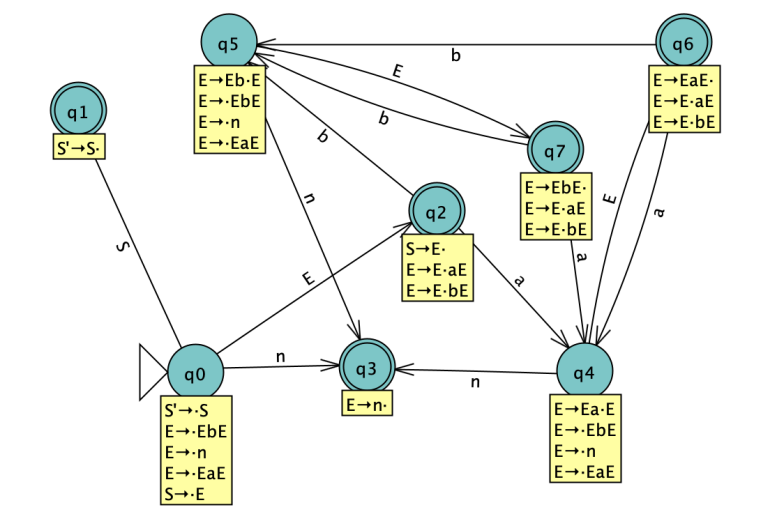 q5
E→Eb·E
E→·EbE
E→·n
E→·EaE
q6
E→EaE·
E→E·aE
E→E·bE
b
E
b
q1
S'→S·
q7
E→EbE·
E→E·aE
E→E·bE
b
n
q2
S→E·
E→E·aE
E→E·bE
E
a
S
E
a
a
q0
S'→·S
E→·EbE
E→·n
E→·EaE
S→·E
n
q3
E→n·
n
q4
E→Ea·E
E→·EbE
E→·n
E→·EaE